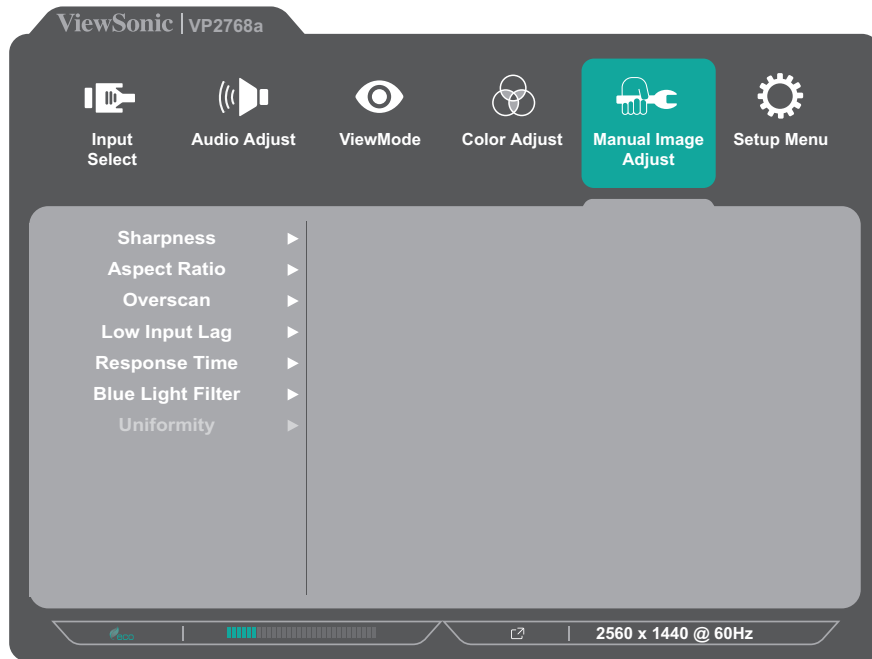 ViewSonic | VP2768a
Input Select
Audio Adjust
ViewMode
Color Adjust
Manual Image Adjust
Setup Menu
Sharpness
Aspect Ratio
Overscan
Low Input Lag
Response Time
Blue Light Filter
Uniformity
eco
2560 x 1440 @ 60Hz